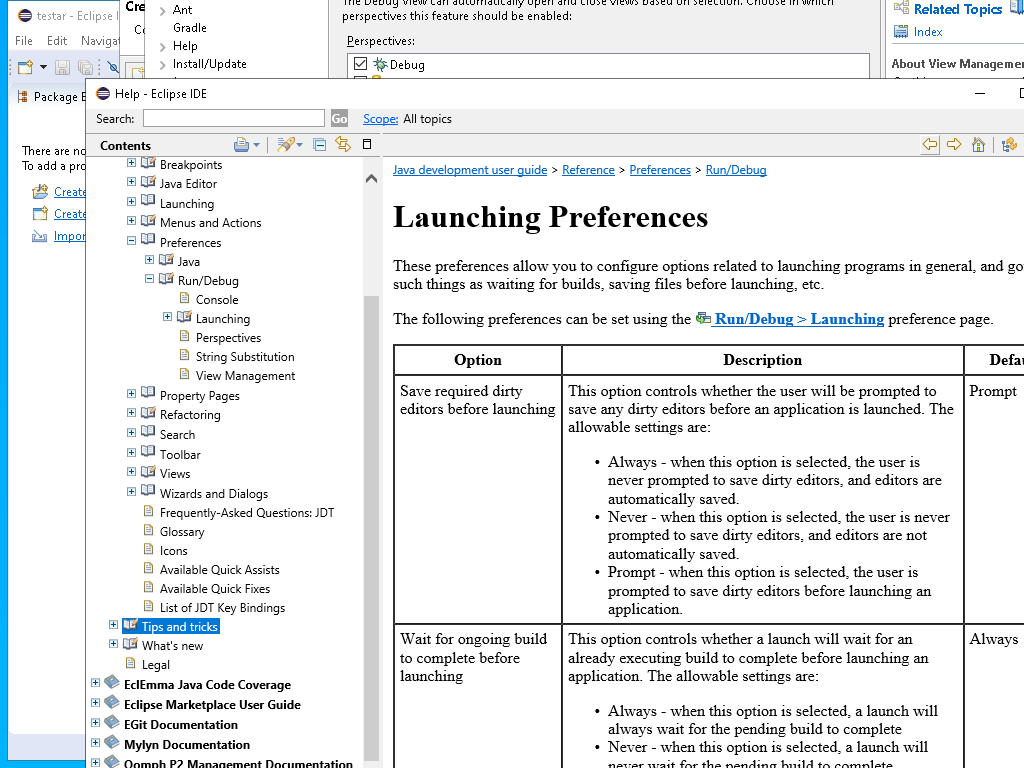 testar - Eclipse I
File Edit Navigat
Package E
There are no
To add a pro
Create
Create
Impor
Cre
Ant
Gradle
Help
Install/Update
The Debug View can automatically open and close views based on selection. Choose in which
perspectives this feature should be enabled:
Perspectives:
Debug
Related Topics
Index
About View Managemen
Help - Eclipse IDE
Search:
Go
Scope: All topics
Contents
Breakpoints
Java Editor
Launching
Menus and Actions
Preferences
Java
Run/Debug
Console
Launching
Perspectives
String Substitution
View Management
Property Pages
Refactoring
Search
Toolbar
Views
Wizards and Dialogs
Frequently-Asked Questions: JDT
Glossary
Icons
Available Quick Assists
Available Quick Fixes
List of JDT Key Bindings
Tips and tricks
What's new
Legal
EclEmma Java Code Coverage
Eclipse Marketplace User Guide
EGit Documentation
Mylyn Documentation
Oomph P2 Management Documentation
Java development user guide > Reference > Preferences > Run/Debug
Launching Preferences
These preferences allow you to configure options related to launching programs in general, and go
such things as waiting for builds, saving files before launching, etc.
The following preferences can be set using the Run/Debug > Launching preference page.
Option Description Defau
Save required dirty
editors before launching
This option controls whether the user will be prompted to
save any dirty editors before an application is launched. The
allowable settings are:
• Always - when this option is selected, the user is
never prompted to save dirty editors, and editors are
automatically saved.
• Never - when this option is selected, the user is never
prompted to save dirty editors, and editors are not
automatically saved.
• Prompt - when this option is selected, the user is
prompted to save dirty editors before launching an
application.
Prompt
Wait for ongoing build
to complete before
launching
This option controls whether a launch will wait for an
already executing build to complete before launching an
application. The allowable settings are:
• Always - when this option is selected, a launch will
always wait for the pending build to complete
• Never - when this option is selected, a launch will
never wait for the pending build to complete
Always